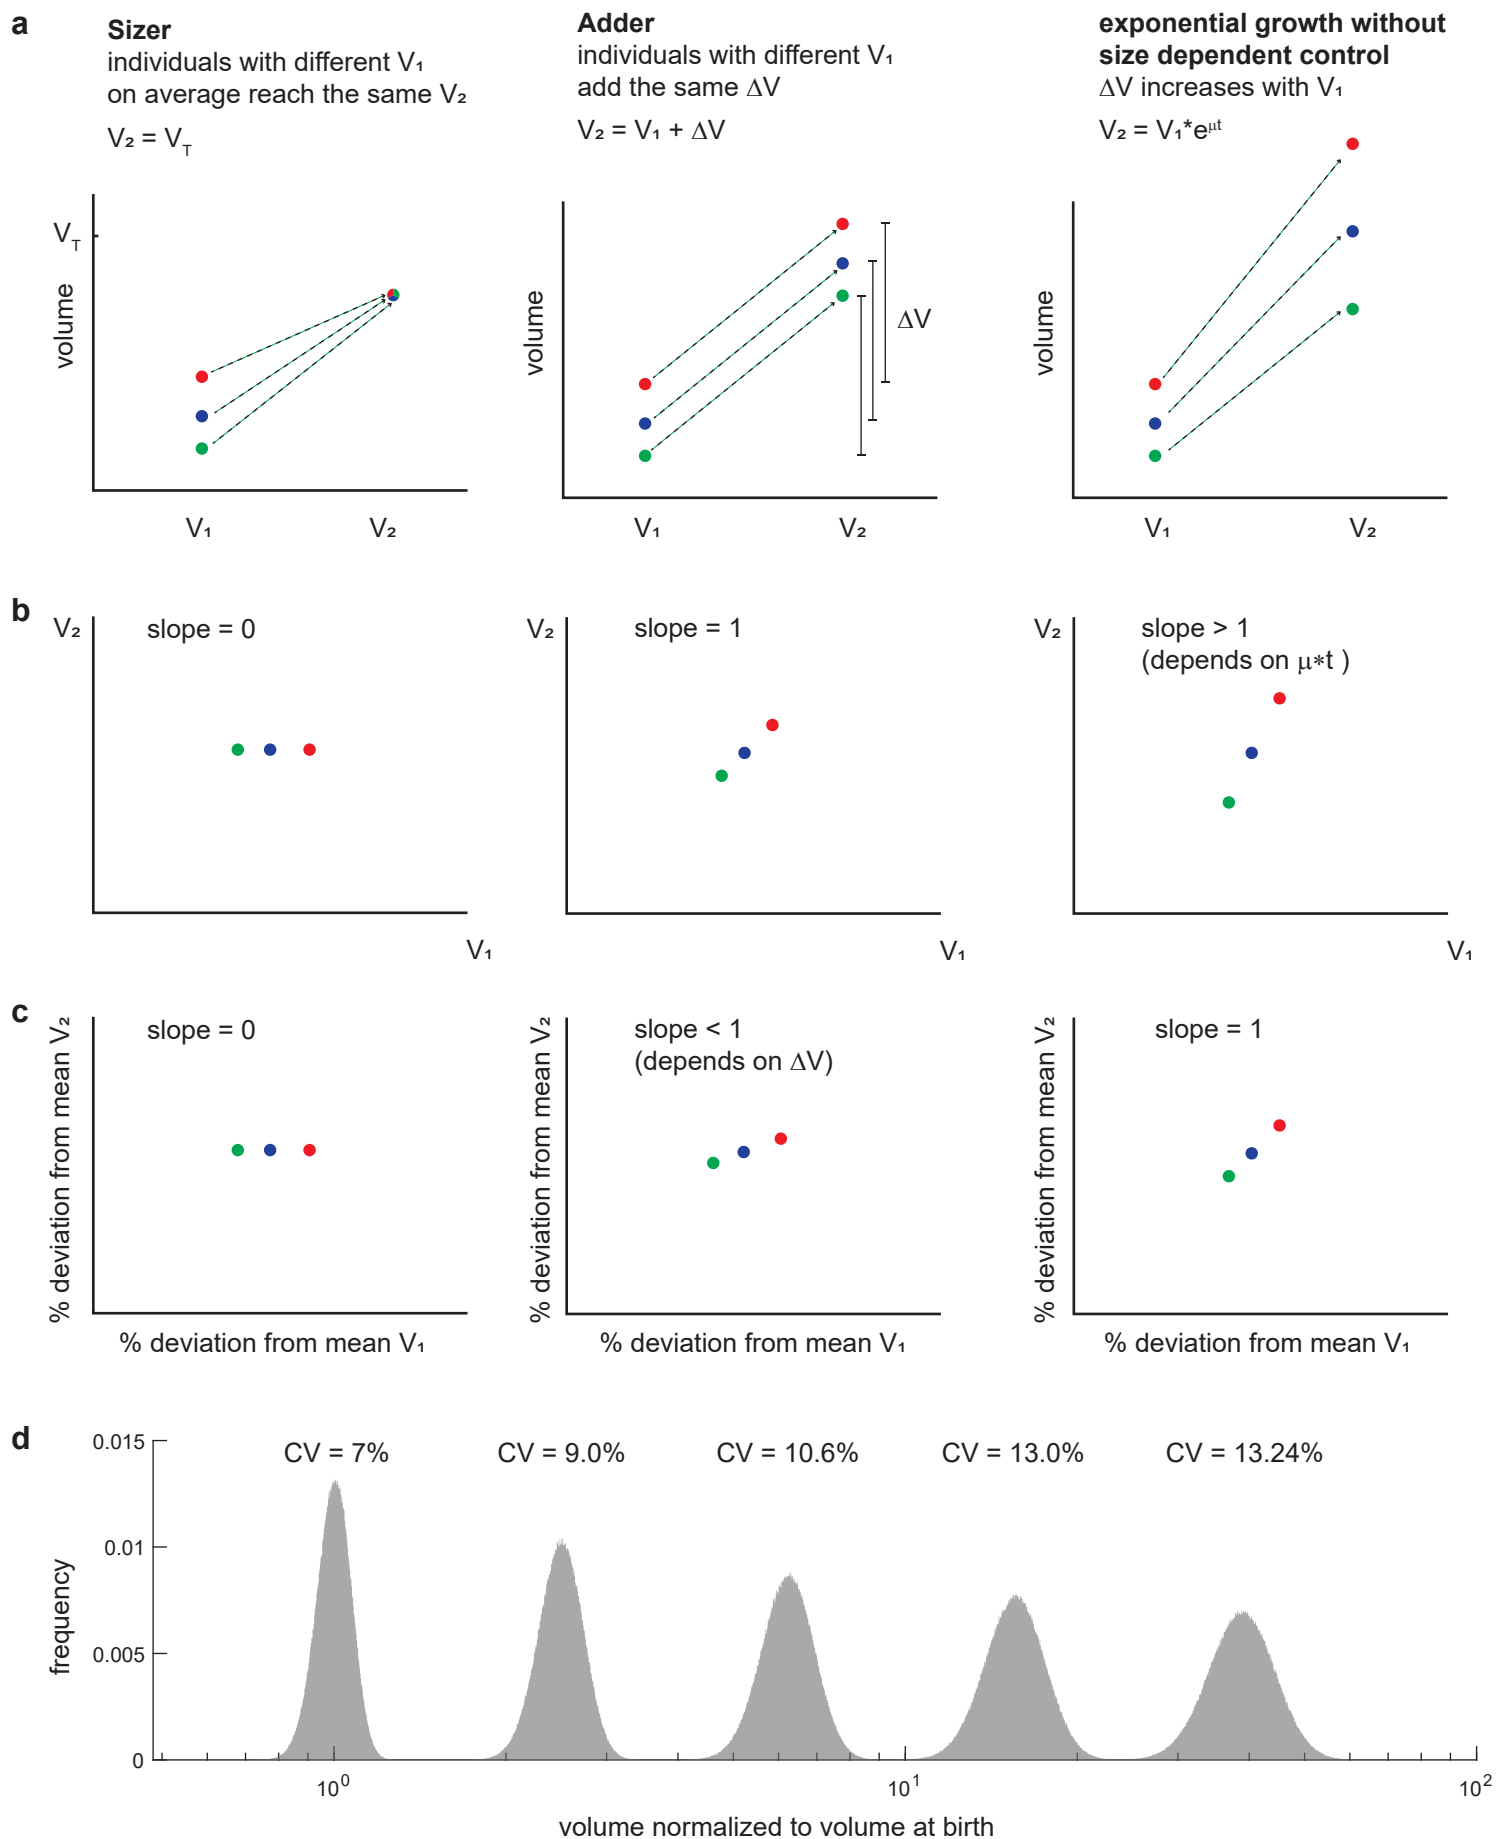 a
Sizer
individuals with different V₁
on average reach the same V₂
V₂ = V_T
Adder
individuals with different V₁
add the same ΔV
V₂ = V₁ + ΔV
exponential growth without
size dependent control
ΔV increases with V₁
V₂ = V₁*e^μt
V_T
volume
V₁
V₂
volume
ΔV
V₁
V₂
volume
V₁
V₂
b
V₂
slope = 0
V₁
V₂
slope = 1
V₁
V₂
slope > 1
(depends on μ*t )
V₁
c
% deviation from mean V₂
slope = 0
% deviation from mean V₁
% deviation from mean V₂
slope < 1
(depends on ΔV)
% deviation from mean V₁
% deviation from mean V₂
slope = 1
% deviation from mean V₁
d
CV = 7%
CV = 9.0%
CV = 10.6%
CV = 13.0%
CV = 13.24%
frequency
0.015
0.01
0.005
0
10⁰
10¹
10²
volume normalized to volume at birth